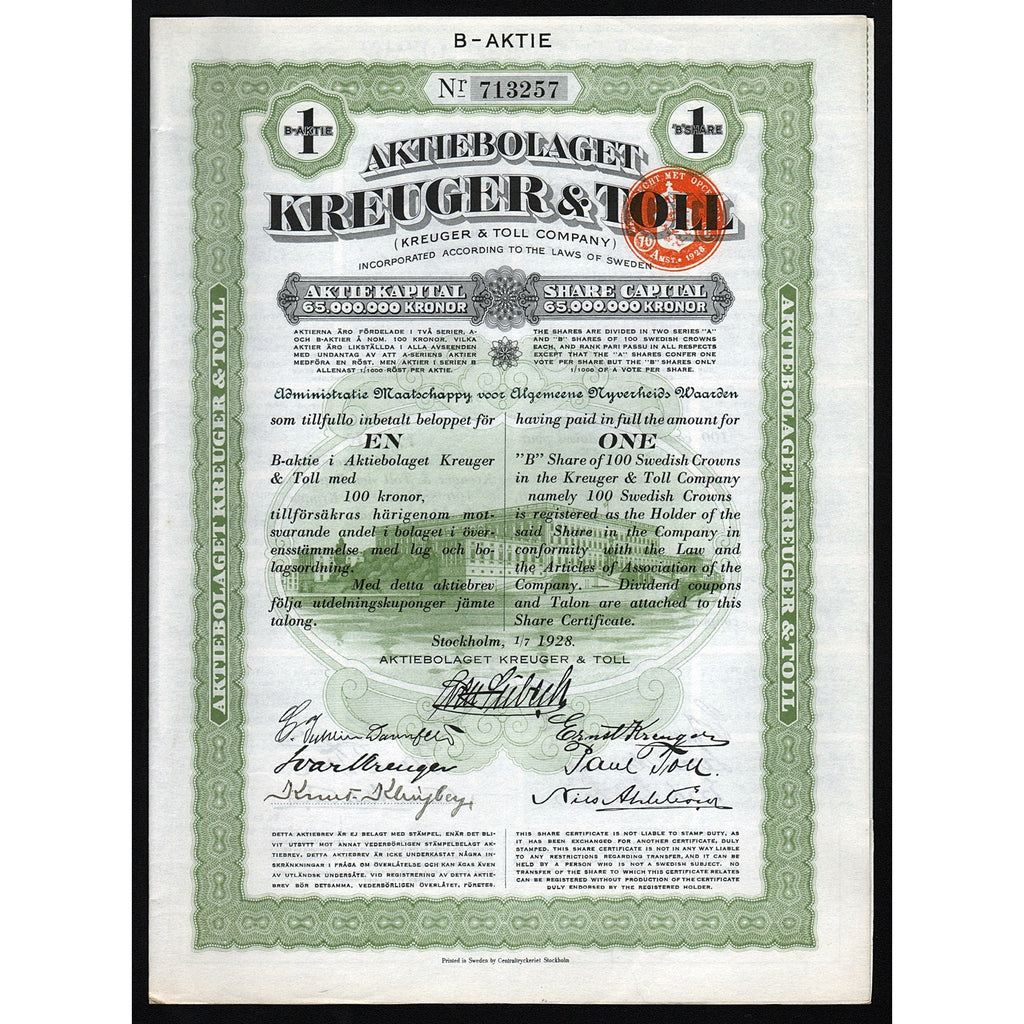 B-AKTIE
Nr 713257
1
B-AKTIE
1
"B" SHARE
AKTIEBOLAGET
KREUGER & TOLL
(KREUGER & TOLL COMPANY)
INCORPORATED ACCORDING TO THE LAWS OF SWEDEN
MET OPC
10
AMST. 1928
AKTIEKAPITAL
65.000.000 KRONOR
SHARE CAPITAL
65.000.000 KRONOR
AKTIERNA ÄRO FÖRDELADE I TVÅ SERIER, A-
OCH B-AKTIER Å NOM. 100 KRONOR, VILKA
AKTIER ÄRO LIKSTÄLLDA I ALLA AVSEENDEN
MED UNDANTAG AV ATT A-SERIENS AKTIER
MEDFÖRA EN RÖST, MEN AKTIER I SERIEN B
ALLENAST 1/1000 RÖST PER AKTIE.
THE SHARES ARE DIVIDED IN TWO SERIES "A"
AND "B" SHARES OF 100 SWEDISH CROWNS
EACH, AND RANK PARI PASSU IN ALL RESPECTS
EXCEPT THAT THE "A" SHARES CONFER ONE
VOTE PER SHARE BUT THE "B" SHARES ONLY
1/1000 OF A VOTE PER SHARE.
Administratie Maatschappy voor Algemeene Nyverheids Waarden
som tillfullo inbetalt beloppet för
EN
B-aktie i Aktiebolaget Kreuger
& Toll med
100 kronor,
tillförsäkras härigenom mot-
svarande andel i bolaget i över-
ensstämmelse med lag och bo-
lagsordning.
Med detta aktiebrev
följa utdelningskuponger jämte
talong.
having paid in full the amount for
ONE
"B" Share of 100 Swedish Crowns
in the Kreuger & Toll Company
namely 100 Swedish Crowns
is registered as the Holder of the
said Share in the Company in
conformity with the Law and
the Articles of Association of the
Company. Dividend coupons
and Talon are attached to this
Share Certificate.
Stockholm, 1/7 1928.
AKTIEBOLAGET KREUGER & TOLL
Ernst Kreuger
Ivar Kreuger
Paul Toll.
Knut Klingberg
Nils Ahlström
DETTA AKTIEBREV ÄR EJ BELAGT MED STÄMPEL, ENÄR DET BLI-
VIT UTBYTT MOT ANNAT VEDERBÖRLIGEN STÄMPELBELAGT AK-
TIEBREV. DETTA AKTIEBREV ÄR ICKE UNDERKASTAT NÅGRA IN-
SKRÄNKNINGAR I FRÅGA OM ÖVERLÅTELSE OCH KAN ÄGAS ÄVEN
AV UTLÄNDSK UNDERSÅTE. VID REGISTRERING AV DETTA AKTIE-
BREV BÖR DETSAMMA, VEDERBÖRLIGEN ÖVERLÅTET, FÖRETES.
THIS SHARE CERTIFICATE IS NOT LIABLE TO STAMP DUTY, AS
IT HAS BEEN EXCHANGED FOR ANOTHER CERTIFICATE, DULY
STAMPED. THIS SHARE CERTIFICATE IS NOT IN ANY WAY LIABLE
TO ANY RESTRICTIONS REGARDING TRANSFER, AND IT CAN BE
HELD BY A PERSON WHO IS NOT A SWEDISH SUBJECT. NO
TRANSFER OF THE SHARE TO WHICH THIS CERTIFICATE RELATES
CAN BE REGISTERED WITHOUT PRODUCTION OF THE CERTIFICATE
DULY ENDORSED BY THE REGISTERED HOLDER.
AKTIEBOLAGET KREUGER & TOLL
AKTIEBOLAGET KREUGER & TOLL
Printed in Sweden by Centraltryckeriet Stockholm